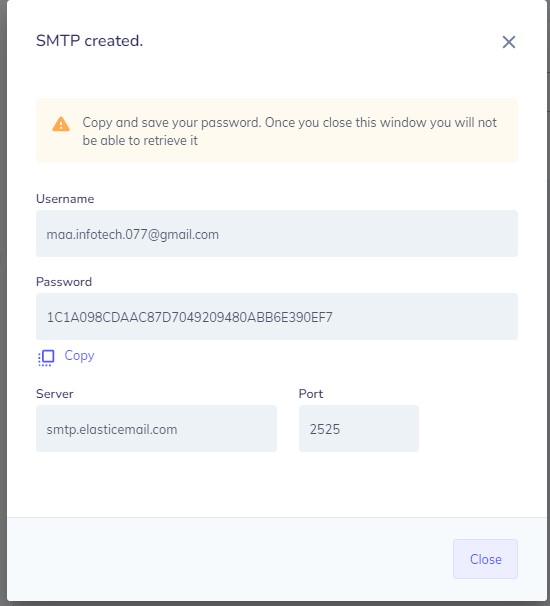 SMTP created.
Copy and save your password. Once you close this window you will not
be able to retrieve it
Username
maa.infotech.077@gmail.com
Password
1C1A098CDAAC87D7049209480ABB6E390EF7
Copy
Server
Port
smtp.elasticemail.com
2525
Close